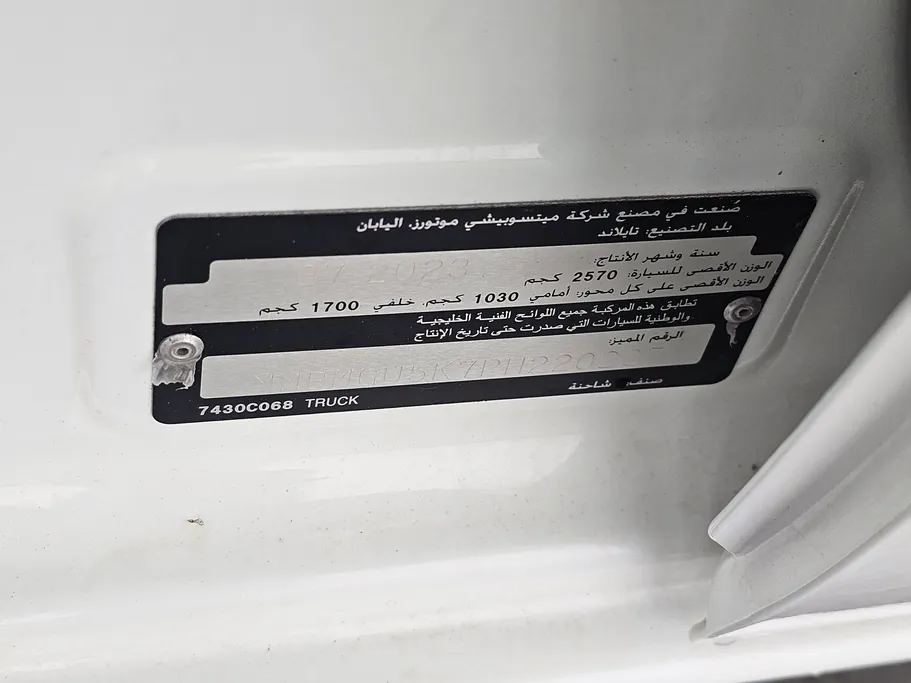 صُنعت في مصنع شركة ميتسوبيشي موتورز. اليابان
بلد التصنيع: تايلاند
سنة وشهر الأنتاج:
2023
الوزن الأقصى للسيارة: 2570 كجم
الوزن الأقصى على كل محور: أمامي 1030 كجم. خلفي 1700 كجم
تطابق هذه المركبة جميع اللوائح الفنية الخليجية
والوطنية للسيارات التي صدرت حتى تاريخ الإنتاج
الرقم المميز:
صنف: شاحنة
7430C068 TRUCK